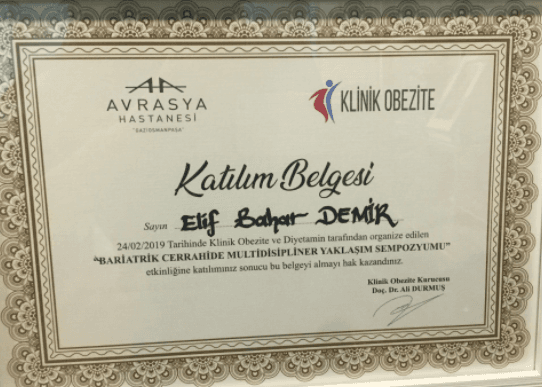 AVRASYA
HASTANESİ
"GAZİOSMANPAŞA"
KLİNİK OBEZİTE
Katılım Belgesi
Sayın Elif Bahar DEMİR
24/02/2019 Tarihinde Klinik Obezite ve Diyetamin tarafından organize edilen
"BARİATRİK CERRAHİDE MULTİDİSİPLİNER YAKLAŞIM SEMPOZYUMU"
etkinliğine katılımınız sonucu bu belgeyi almayı hak kazandınız.
Klinik Obezite Kurucusu
Doç. Dr. Ali DURMUŞ